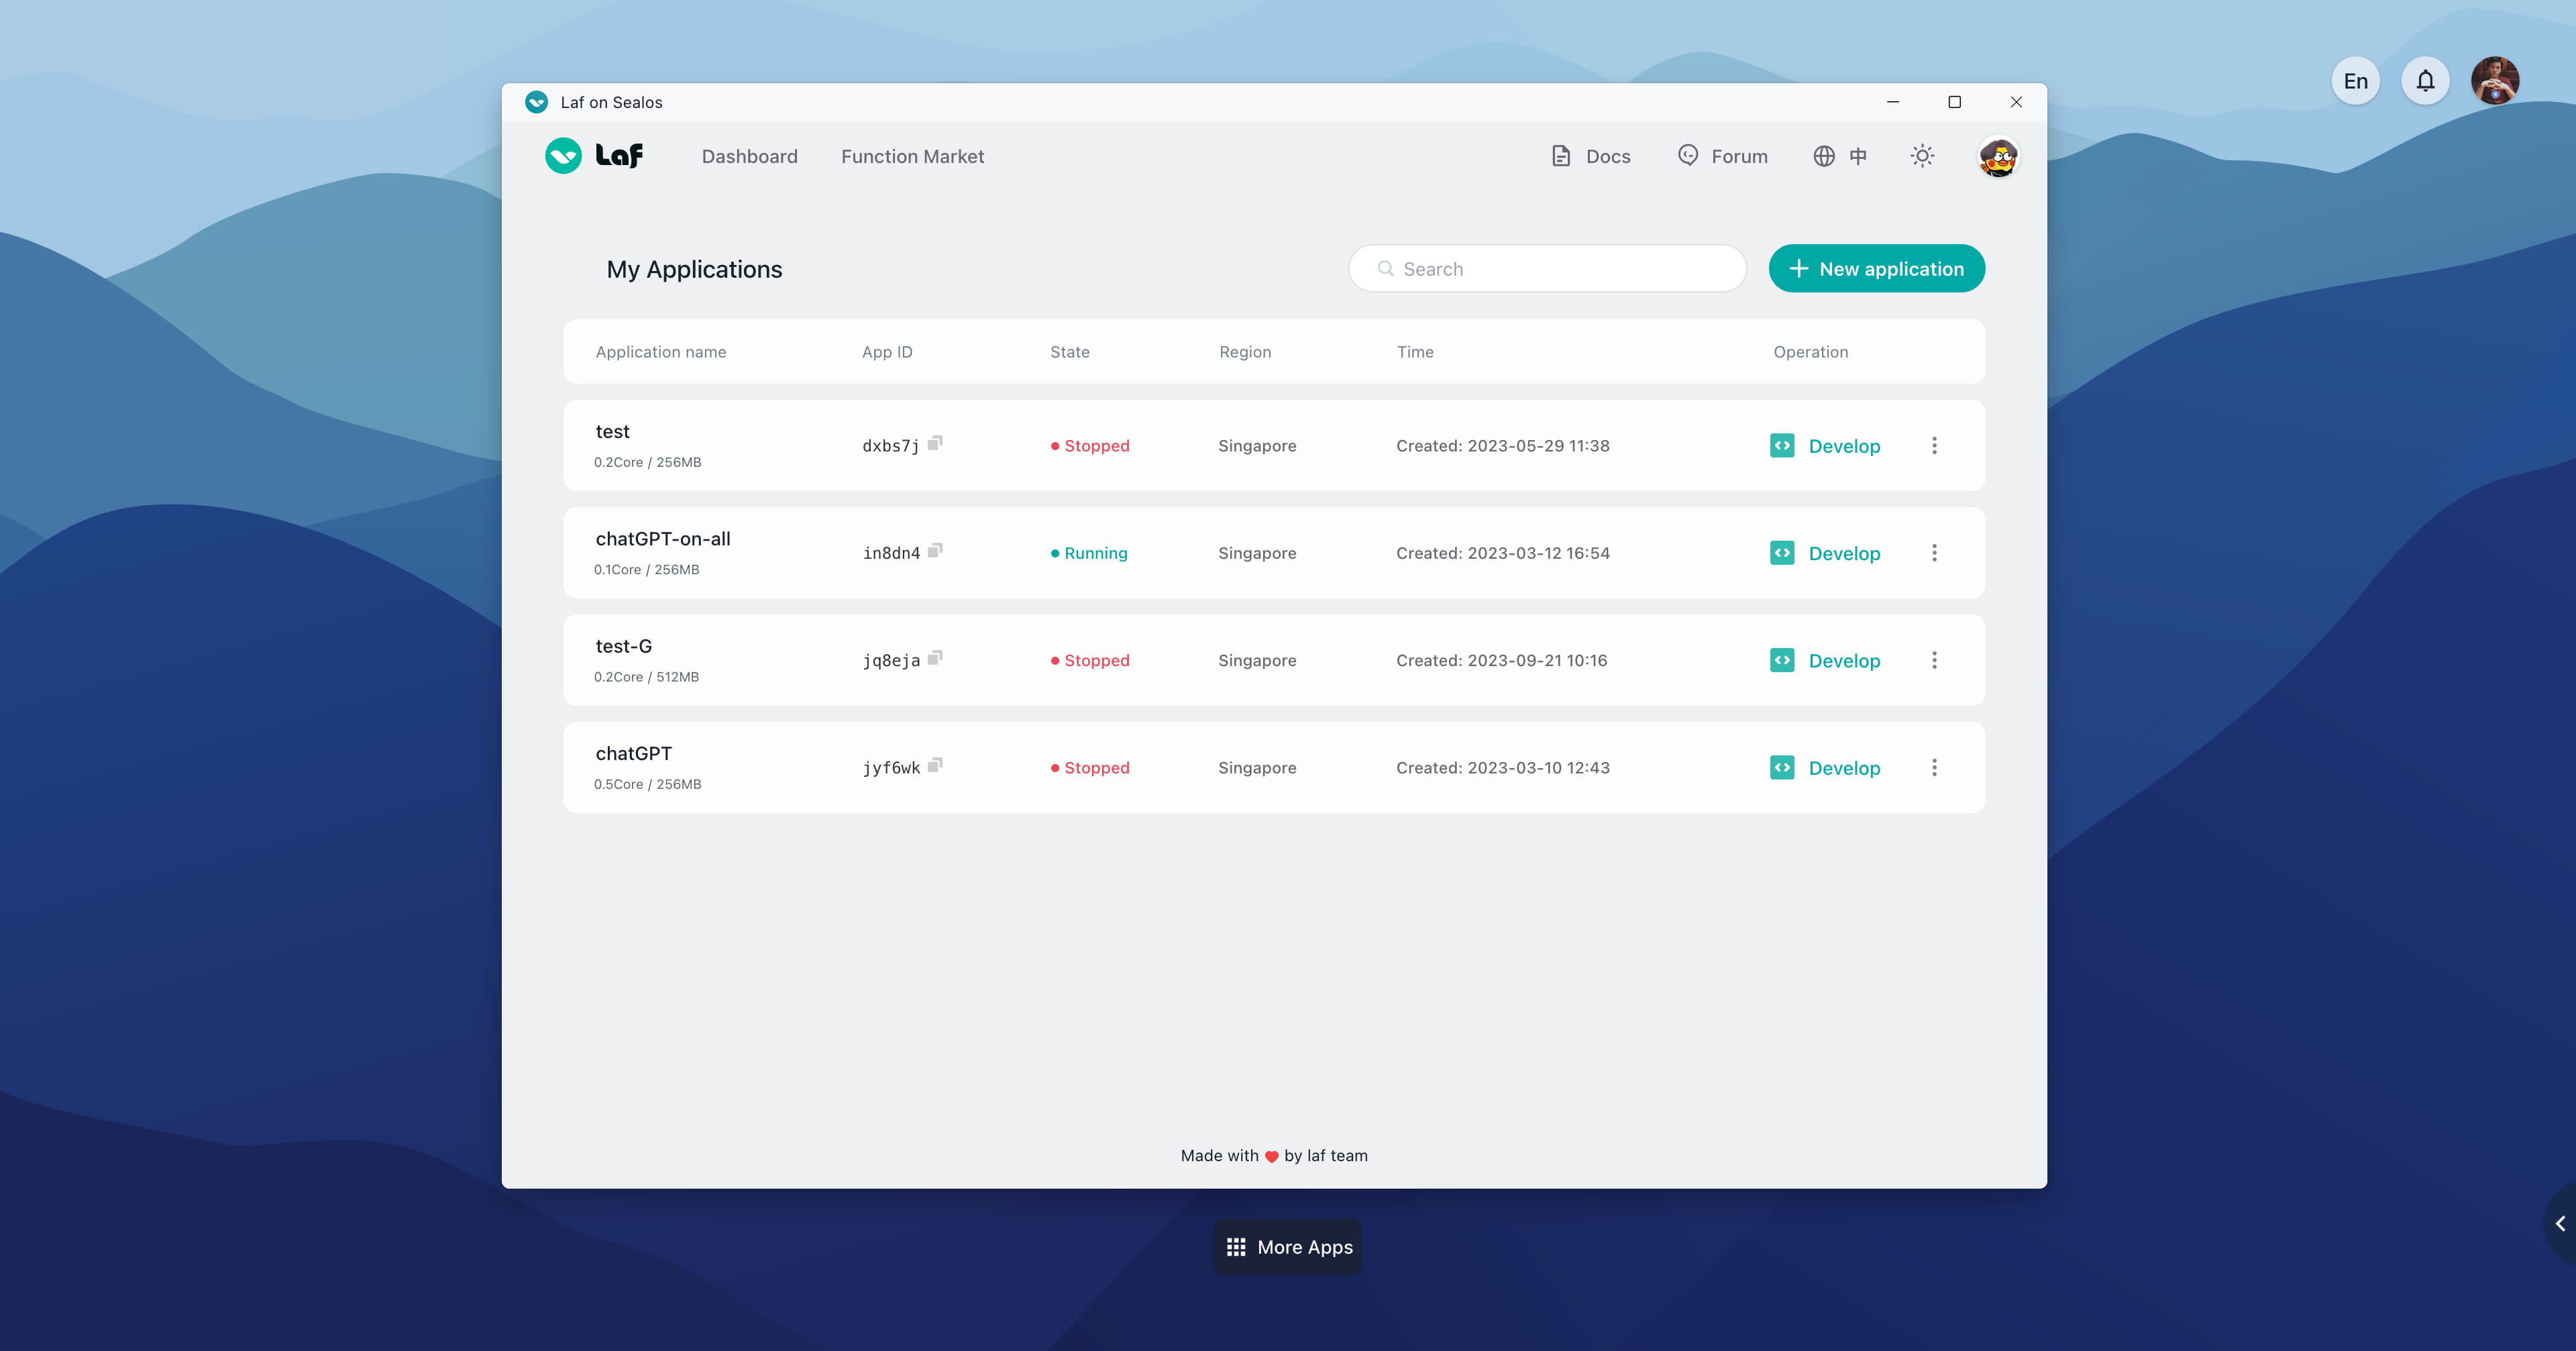 En
Laf on Sealos
Laf Dashboard Function Market Docs Forum 中
My Applications Search New application
Application name App ID State Region Time Operation
test
0.2Core / 256MB
dxbs7j Stopped Singapore Created: 2023-05-29 11:38 Develop
chatGPT-on-all
0.1Core / 256MB
in8dn4 Running Singapore Created: 2023-03-12 16:54 Develop
test-G
0.2Core / 512MB
jq8eja Stopped Singapore Created: 2023-09-21 10:16 Develop
chatGPT
0.5Core / 256MB
jyf6wk Stopped Singapore Created: 2023-03-10 12:43 Develop
Made with ❤ by laf team
More Apps